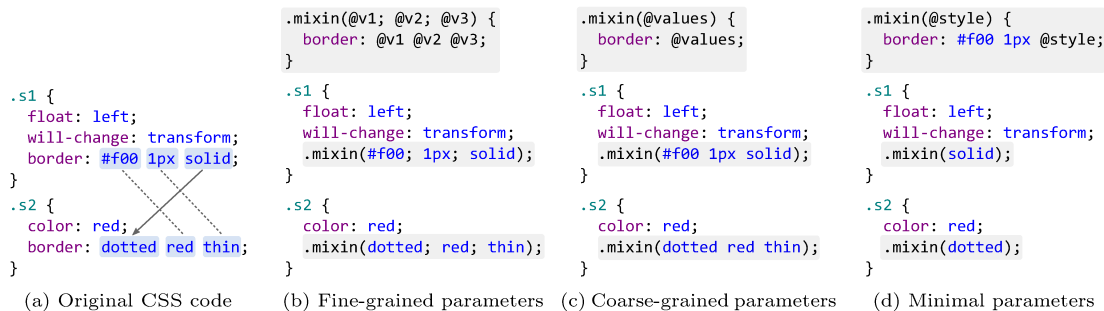 .s1 {
float: left;
will-change: transform;
border: #f00 1px solid;
}
.s2 {
color: red;
border: dotted red thin;
}
(a) Original CSS code
.mixin(@v1; @v2; @v3) {
border: @v1 @v2 @v3;
}
.s1 {
float: left;
will-change: transform;
.mixin(#f00; 1px; solid);
}
.s2 {
color: red;
.mixin(dotted; red; thin);
}
(b) Fine-grained parameters
.mixin(@values) {
border: @values;
}
.s1 {
float: left;
will-change: transform;
.mixin(#f00 1px solid);
}
.s2 {
color: red;
.mixin(dotted red thin);
}
(c) Coarse-grained parameters
.mixin(@style) {
border: #f00 1px @style;
}
.s1 {
float: left;
will-change: transform;
.mixin(solid);
}
.s2 {
color: red;
.mixin(dotted);
}
(d) Minimal parameters